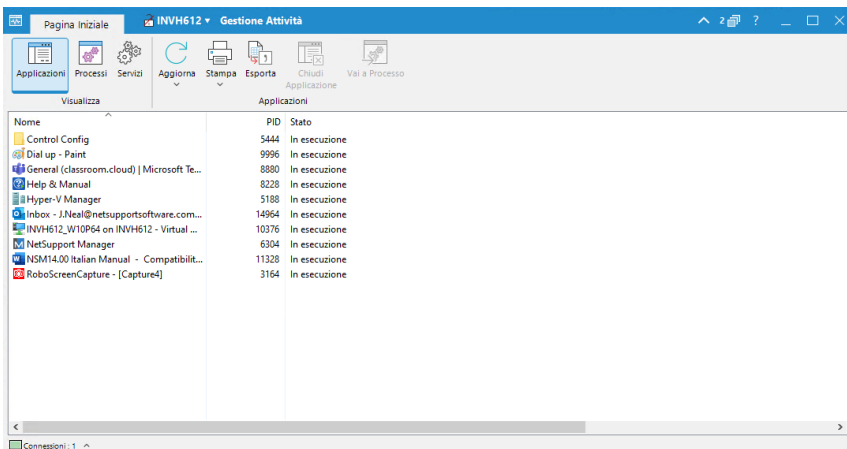 Pagina Iniziale
INVH612 ▾ Gestione Attività
2
?
Applicazioni Processi Servizi
Visualizza
Aggiorna Stampa Esporta Chiudi Applicazione Vai a Processo
Applicazioni
Nome PID Stato
Control Config 5444 In esecuzione
Dial up - Paint 9996 In esecuzione
General (classroom.cloud) | Microsoft Te... 8880 In esecuzione
Help & Manual 8228 In esecuzione
Hyper-V Manager 5188 In esecuzione
Inbox - J.Neal@netsupportsoftware.com... 14964 In esecuzione
INVH612_W10P64 on INVH612 - Virtual ... 10376 In esecuzione
NetSupport Manager 6304 In esecuzione
NSM14.00 Italian Manual - Compatibilit... 11328 In esecuzione
RoboScreenCapture - [Capture4] 3164 In esecuzione
Connessioni : 1